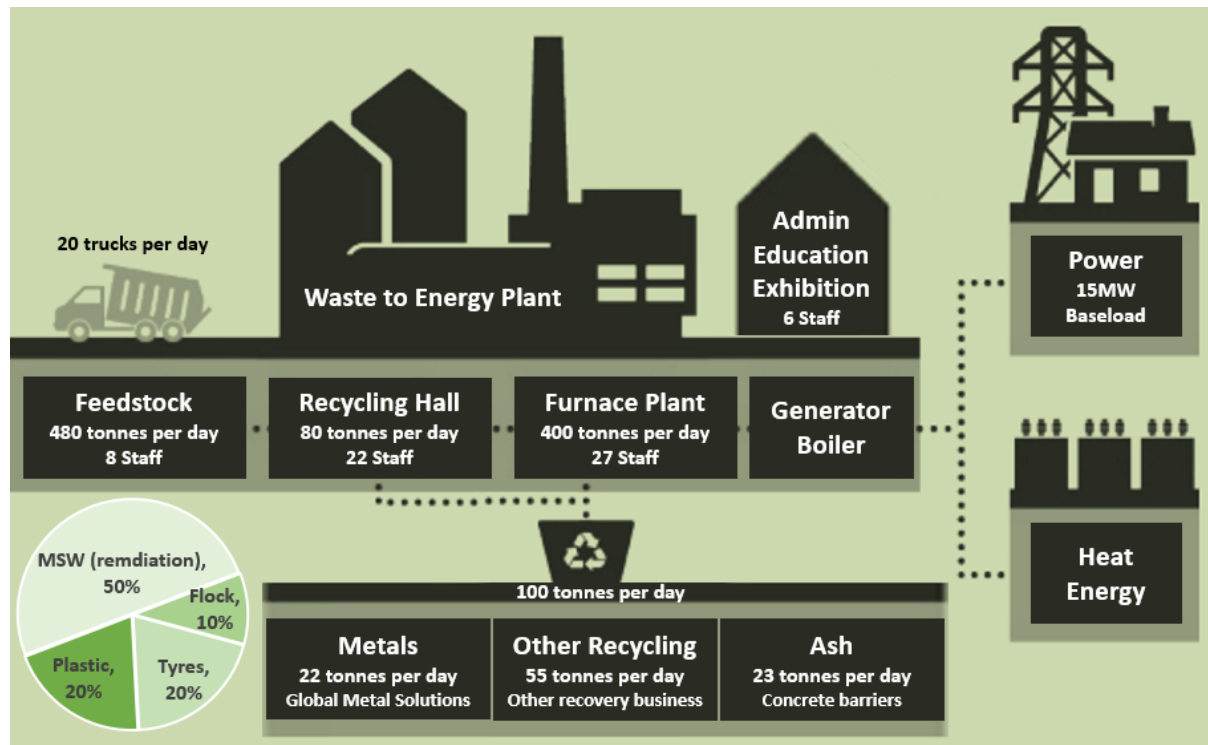 20 trucks per day
Waste to Energy Plant
Admin
Education
Exhibition
6 Staff
Power
15MW
Baseload
Feedstock
480 tonnes per day
8 Staff
Recycling Hall
80 tonnes per day
22 Staff
Furnace Plant
400 tonnes per day
27 Staff
Generator
Boiler
Heat
Energy
MSW (remdiation),
50%
Flock,
10%
Plastic,
20%
Tyres,
20%
100 tonnes per day
Metals
22 tonnes per day
Global Metal Solutions
Other Recycling
55 tonnes per day
Other recovery business
Ash
23 tonnes per day
Concrete barriers